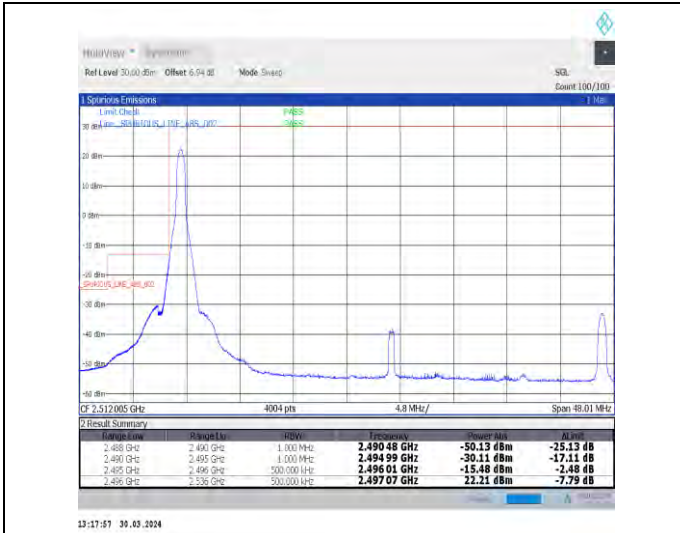 MultiView
Spectrum
Ref Level 30.00 dBm Offset 6.94 dB Mode Sweep
SGL
Count 100/100
1 Spurious Emissions
Limit Check PASS
PASS
30 dBm
20 dBm
10 dBm
0 dBm
-10 dBm
-20 dBm
-30 dBm
-40 dBm
-50 dBm
-60 dBm
CF 2.512005 GHz 4004 pts 4.8 MHz/ Span 48.01 MHz
2 Result Summary
Range Low Range Up RBW Frequency Power Abs ΔLimit
2.488 GHz 2.490 GHz 1.000 MHz 2.490 48 GHz -50.13 dBm -25.13 dB
2.490 GHz 2.495 GHz 1.000 MHz 2.494 99 GHz -30.11 dBm -17.11 dB
2.495 GHz 2.496 GHz 500.000 kHz 2.496 01 GHz -15.48 dBm -2.48 dB
2.496 GHz 2.536 GHz 500.000 kHz 2.497 07 GHz 22.21 dBm -7.79 dB
13:17:57 30.03.2024